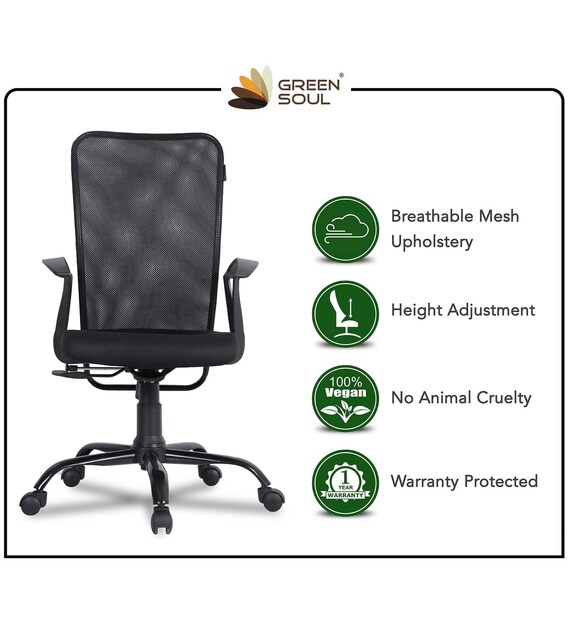 GREEN
SOUL®
Breathable Mesh
Upholstery
Height Adjustment
100%
Vegan
No Animal Cruelty
1
YEAR
WARRANTY
Warranty Protected